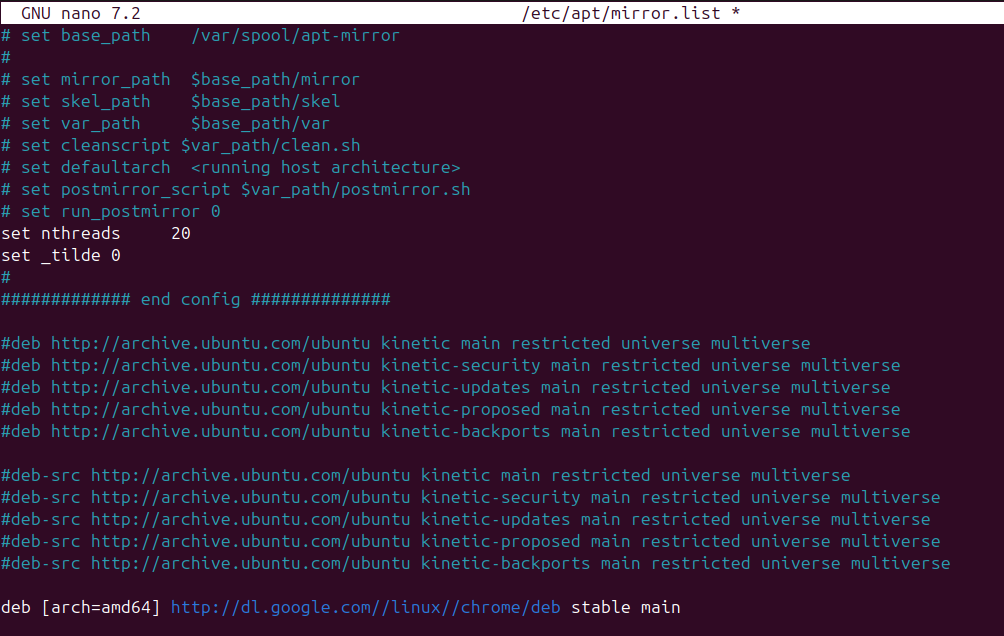 GNU nano 7.2 /etc/apt/mirror.list *
# set base_path    /var/spool/apt-mirror
#
# set mirror_path  $base_path/mirror
# set skel_path    $base_path/skel
# set var_path     $base_path/var
# set cleanscript $var_path/clean.sh
# set defaultarch  <running host architecture>
# set postmirror_script $var_path/postmirror.sh
# set run_postmirror 0
set nthreads     20
set _tilde 0
#
############# end config ##############

#deb http://archive.ubuntu.com/ubuntu kinetic main restricted universe multiverse
#deb http://archive.ubuntu.com/ubuntu kinetic-security main restricted universe multiverse
#deb http://archive.ubuntu.com/ubuntu kinetic-updates main restricted universe multiverse
#deb http://archive.ubuntu.com/ubuntu kinetic-proposed main restricted universe multiverse
#deb http://archive.ubuntu.com/ubuntu kinetic-backports main restricted universe multiverse

#deb-src http://archive.ubuntu.com/ubuntu kinetic main restricted universe multiverse
#deb-src http://archive.ubuntu.com/ubuntu kinetic-security main restricted universe multiverse
#deb-src http://archive.ubuntu.com/ubuntu kinetic-updates main restricted universe multiverse
#deb-src http://archive.ubuntu.com/ubuntu kinetic-proposed main restricted universe multiverse
#deb-src http://archive.ubuntu.com/ubuntu kinetic-backports main restricted universe multiverse

deb [arch=amd64] http://dl.google.com//linux//chrome/deb stable main